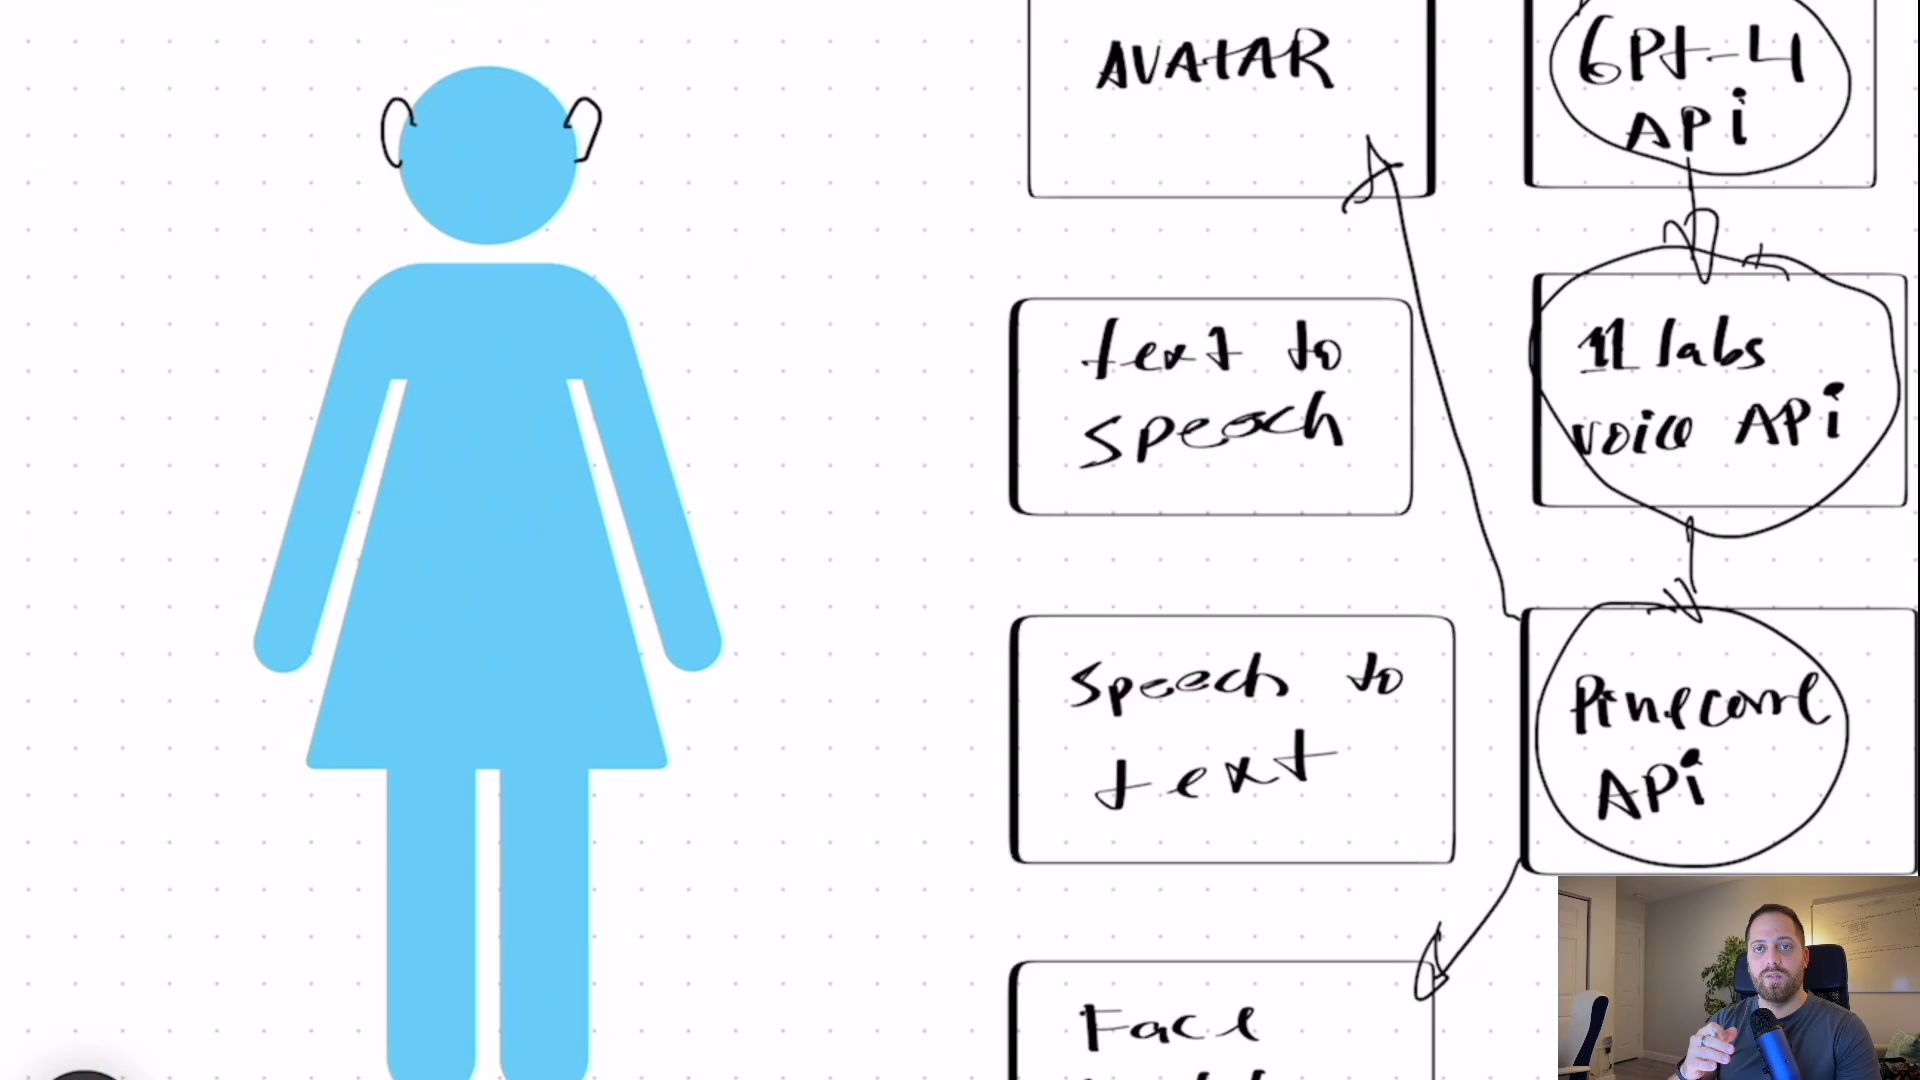 AVATAR
GPt-4
API
text to
speech
11 labs
voice API
speech to
text
Pinecone
API
Face